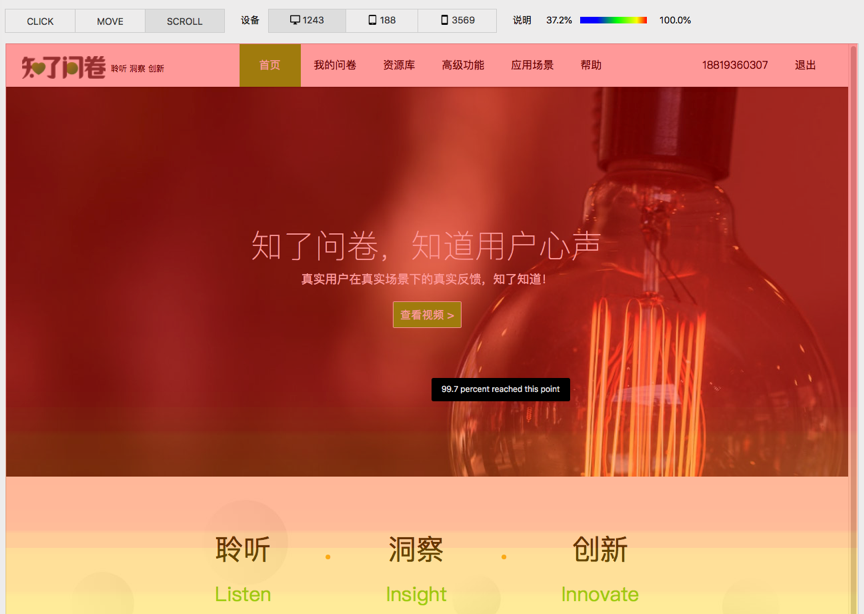 CLICK MOVE SCROLL 设备 1243 188 3569 说明 37.2% 100.0%
知了问卷 聆听 洞察 创新 首页 我的问卷 资源库 高级功能 应用场景 帮助 18819360307 退出
知了问卷，知道用户心声
真实用户在真实场景下的真实反馈，知了知道！
查看视频 >
99.7 percent reached this point
聆听 · 洞察 · 创新
Listen Insight Innovate